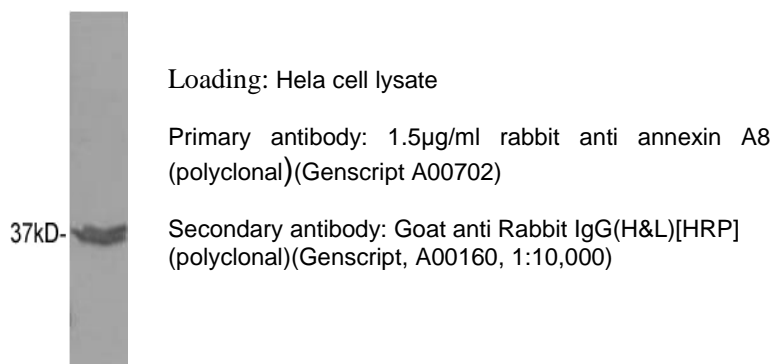 Loading: Hela cell lysate
Primary antibody: 1.5µg/ml rabbit anti annexin A8
(polyclonal)(Genscript A00702)
37kD-
Secondary antibody: Goat anti Rabbit IgG(H&L)[HRP]
(polyclonal)(Genscript, A00160, 1:10,000)